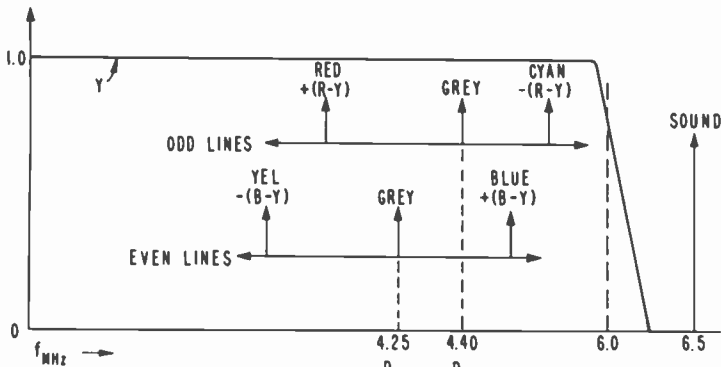 1.0
Y
RED
+(R-Y)
GREY
CYAN
-(R-Y)
SOUND
ODD LINES
YEL
-(B-Y)
GREY
BLUE
+(B-Y)
EVEN LINES
0
4.25
4.40
6.0
6.5
fMHz